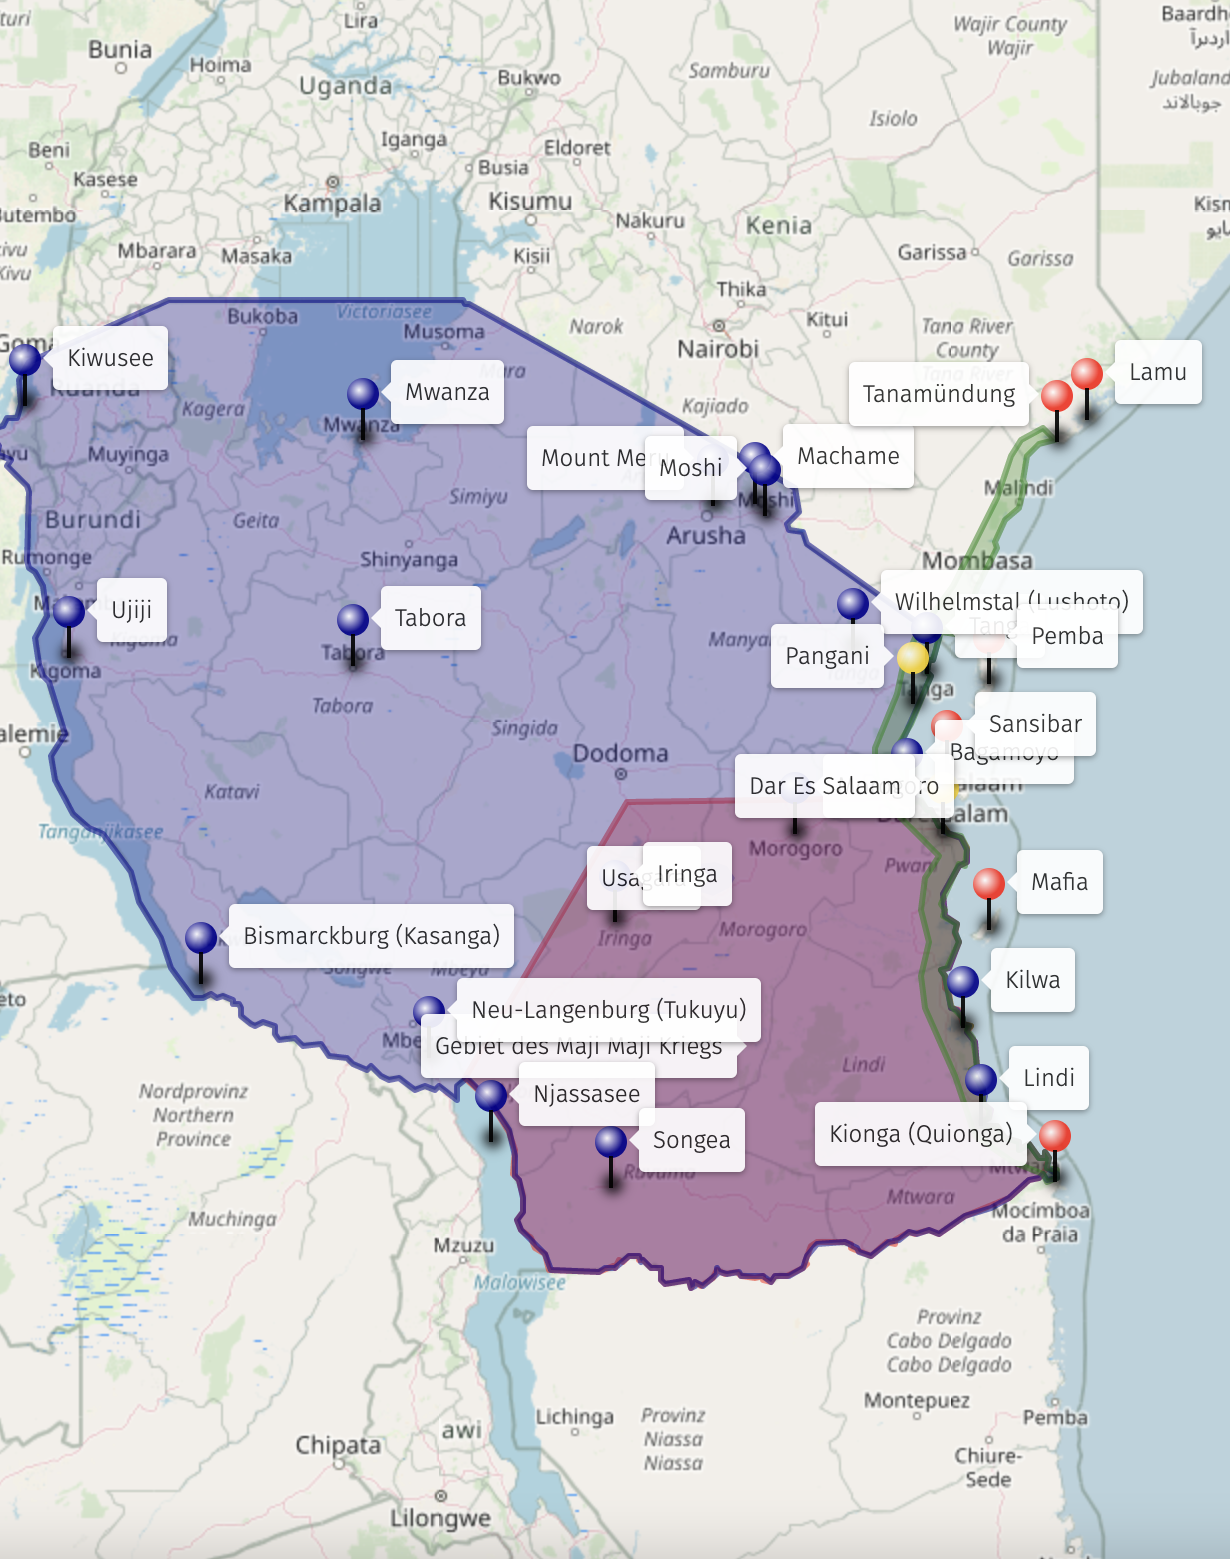 Lira
Wajir County
Wajir
Bunia
Hoima
Uganda
Bukwo
Samburu
Jubaland
جوبالاند
Isiolo
Iganga
Eldoret
Beni
Kasese
Busia
Kampala
Kisumu
Nakuru
Kenia
Butembo
Kivu
Mbarara
Masaka
Kisii
Garissa
Garissa
Thika
Bukoba
Victoriasee
Musoma
Narok
Kitui
Tana River
County
Nairobi
Kiwusee
Ruanda
Mwanza
Mara
Kajiado
Tanamündung
Lamu
Kagera
Mwanza
Muyinga
Mount Meru
Moshi
Machame
Moshi
Malindi
Simiyu
Burundi
Geita
Arusha
Rumonge
Shinyanga
Mombasa
Ujiji
Tabora
Wilhelmstal (Lushoto)
Pemba
Kigoma
Tabora
Manyara
Pangani
Kigoma
Tanga
Tabora
Singida
Sansibar
Dodoma
Bagamoyo
Katavi
Dar Es Salaam
Tanganjikasee
Morogoro
Pwani
Usagara
Iringa
Mafia
Bismarckburg (Kasanga)
Iringa
Morogoro
Songwe
Mbeya
Kilwa
Neu-Langenburg (Tukuyu)
Gebiet des Maji Maji Kriegs
Lindi
Lindi
Nordprovinz
Northern
Province
Njassasee
Songea
Kionga (Quionga)
Ruvuma
Mtwara
Muchinga
Mtwara
Mocímboa
da Praia
Mzuzu
Malawisee
Provinz
Cabo Delgado
Cabo Delgado
Montepuez
Lichinga
Provinz
Niassa
Niassa
Pemba
Chipata
awi
Chiure-
Sede
Lilongwe